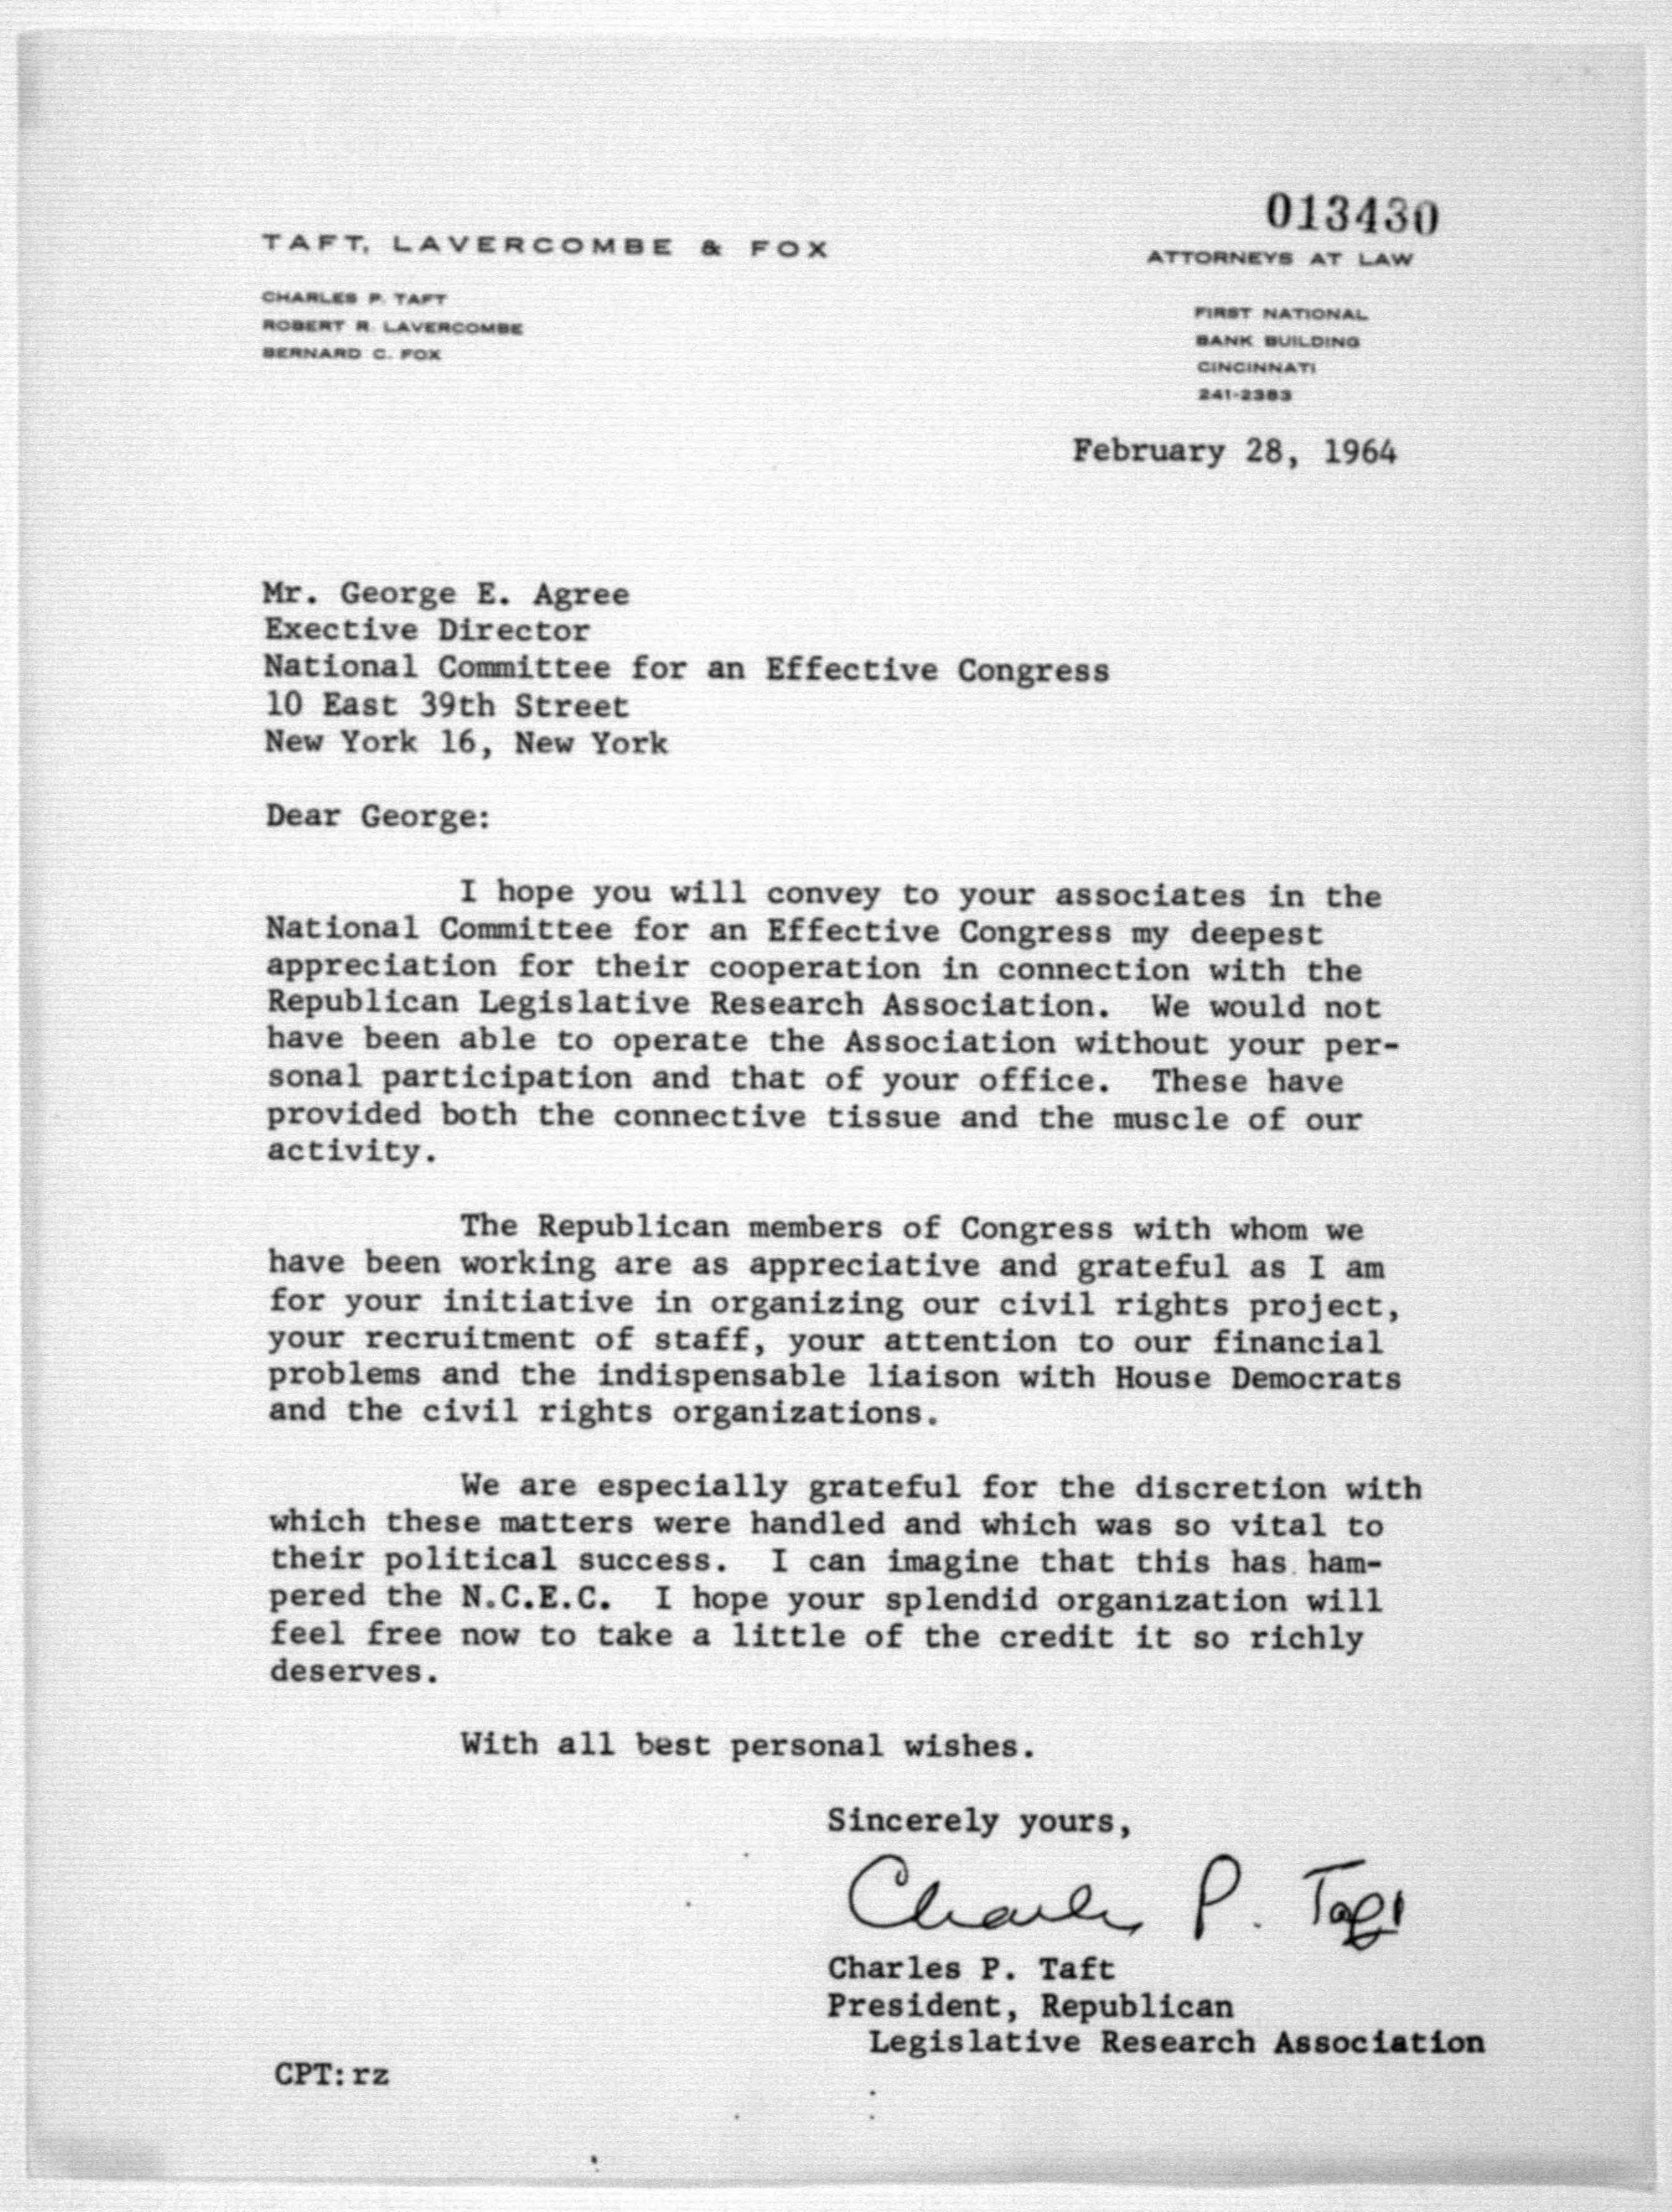 013430
TAFT, LAVERCOMBE & FOX
ATTORNEYS AT LAW
CHARLES P. TAFT
ROBERT R. LAVERCOMBE
BERNARD C. FOX
FIRST NATIONAL
BANK BUILDING
CINCINNATI
241-2383
February 28, 1964
Mr. George E. Agree
Exective Director
National Committee for an Effective Congress
10 East 39th Street
New York 16, New York
Dear George:
I hope you will convey to your associates in the
National Committee for an Effective Congress my deepest
appreciation for their cooperation in connection with the
Republican Legislative Research Association. We would not
have been able to operate the Association without your per-
sonal participation and that of your office. These have
provided both the connective tissue and the muscle of our
activity.
The Republican members of Congress with whom we
have been working are as appreciative and grateful as I am
for your initiative in organizing our civil rights project,
your recruitment of staff, your attention to our financial
problems and the indispensable liaison with House Democrats
and the civil rights organizations.
We are especially grateful for the discretion with
which these matters were handled and which was so vital to
their political success. I can imagine that this has ham-
pered the N.C.E.C. I hope your splendid organization will
feel free now to take a little of the credit it so richly
deserves.
With all best personal wishes.
Sincerely yours,
Charles P. Taft
Charles P. Taft
President, Republican
Legislative Research Association
CPT:rz